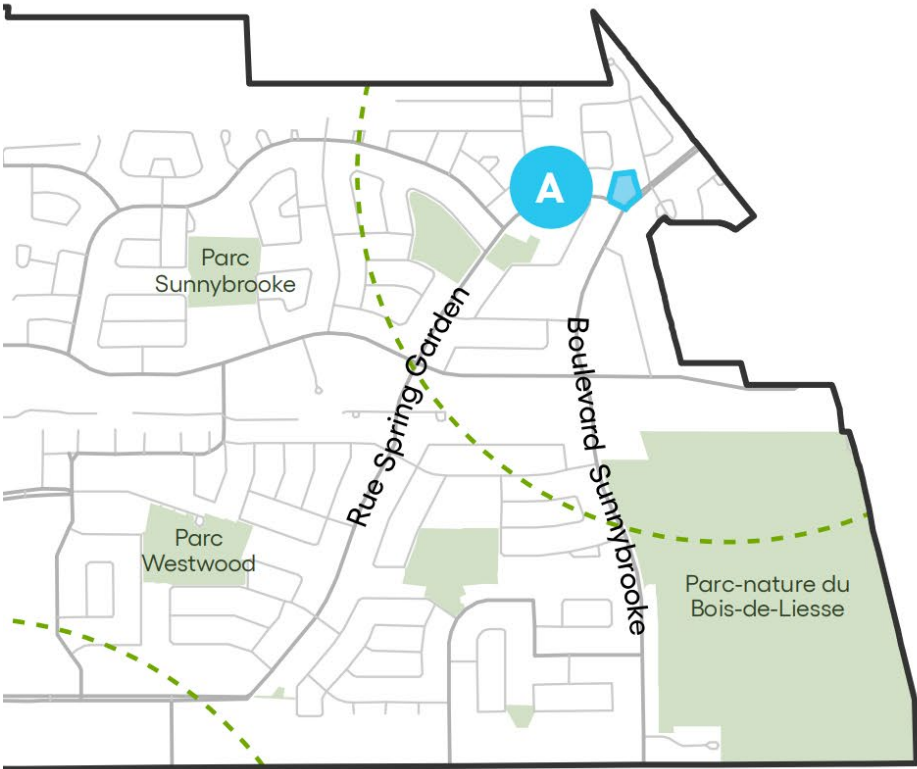 A
Parc
Sunnybrooke
Rue Spring Garden
Boulevard Sunnybrooke
Parc
Westwood
Parc-nature du
Bois-de-Liesse